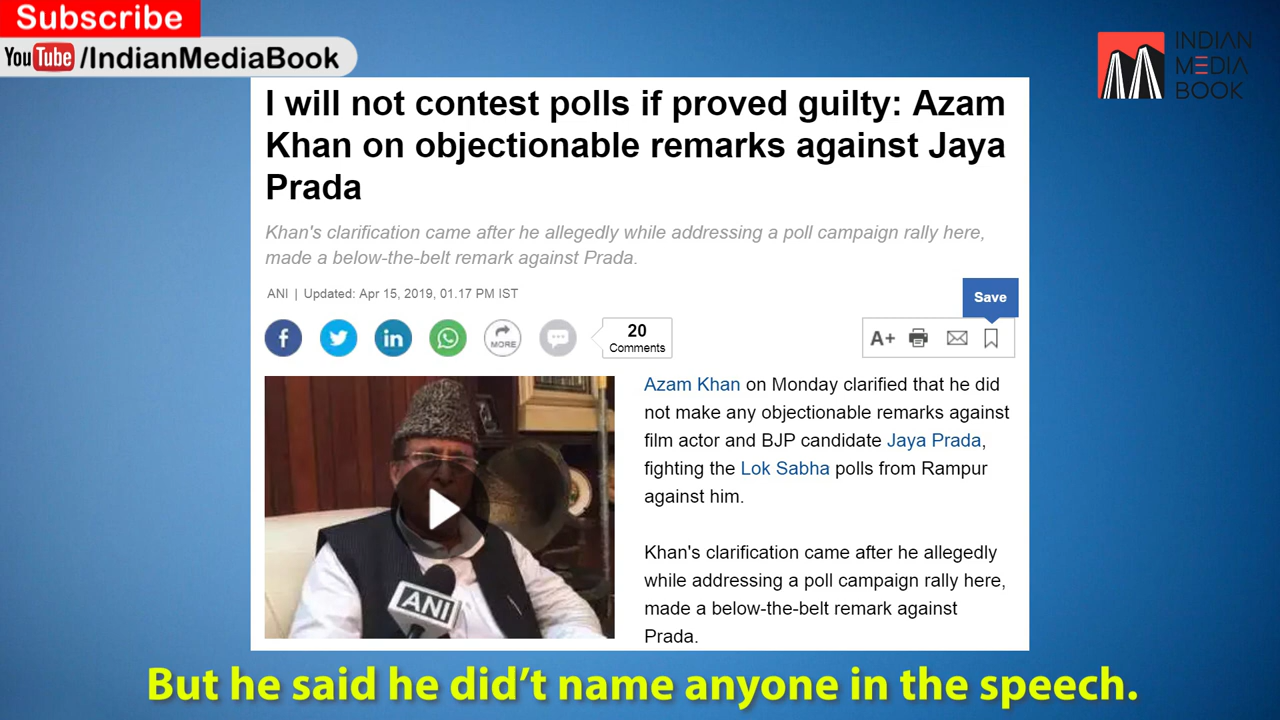 Subscribe
YouTube /IndianMediaBook
INDIAN
MEDIA
BOOK
I will not contest polls if proved guilty: Azam
Khan on objectionable remarks against Jaya
Prada
Khan's clarification came after he allegedly while addressing a poll campaign rally here,
made a below-the-belt remark against Prada.
ANI | Updated: Apr 15, 2019, 01.17 PM IST
Save
MORE
20
Comments
A+
Azam Khan on Monday clarified that he did
not make any objectionable remarks against
film actor and BJP candidate Jaya Prada,
fighting the Lok Sabha polls from Rampur
against him.
Khan's clarification came after he allegedly
while addressing a poll campaign rally here,
made a below-the-belt remark against
Prada.
ANI
But he said he did’t name anyone in the speech.